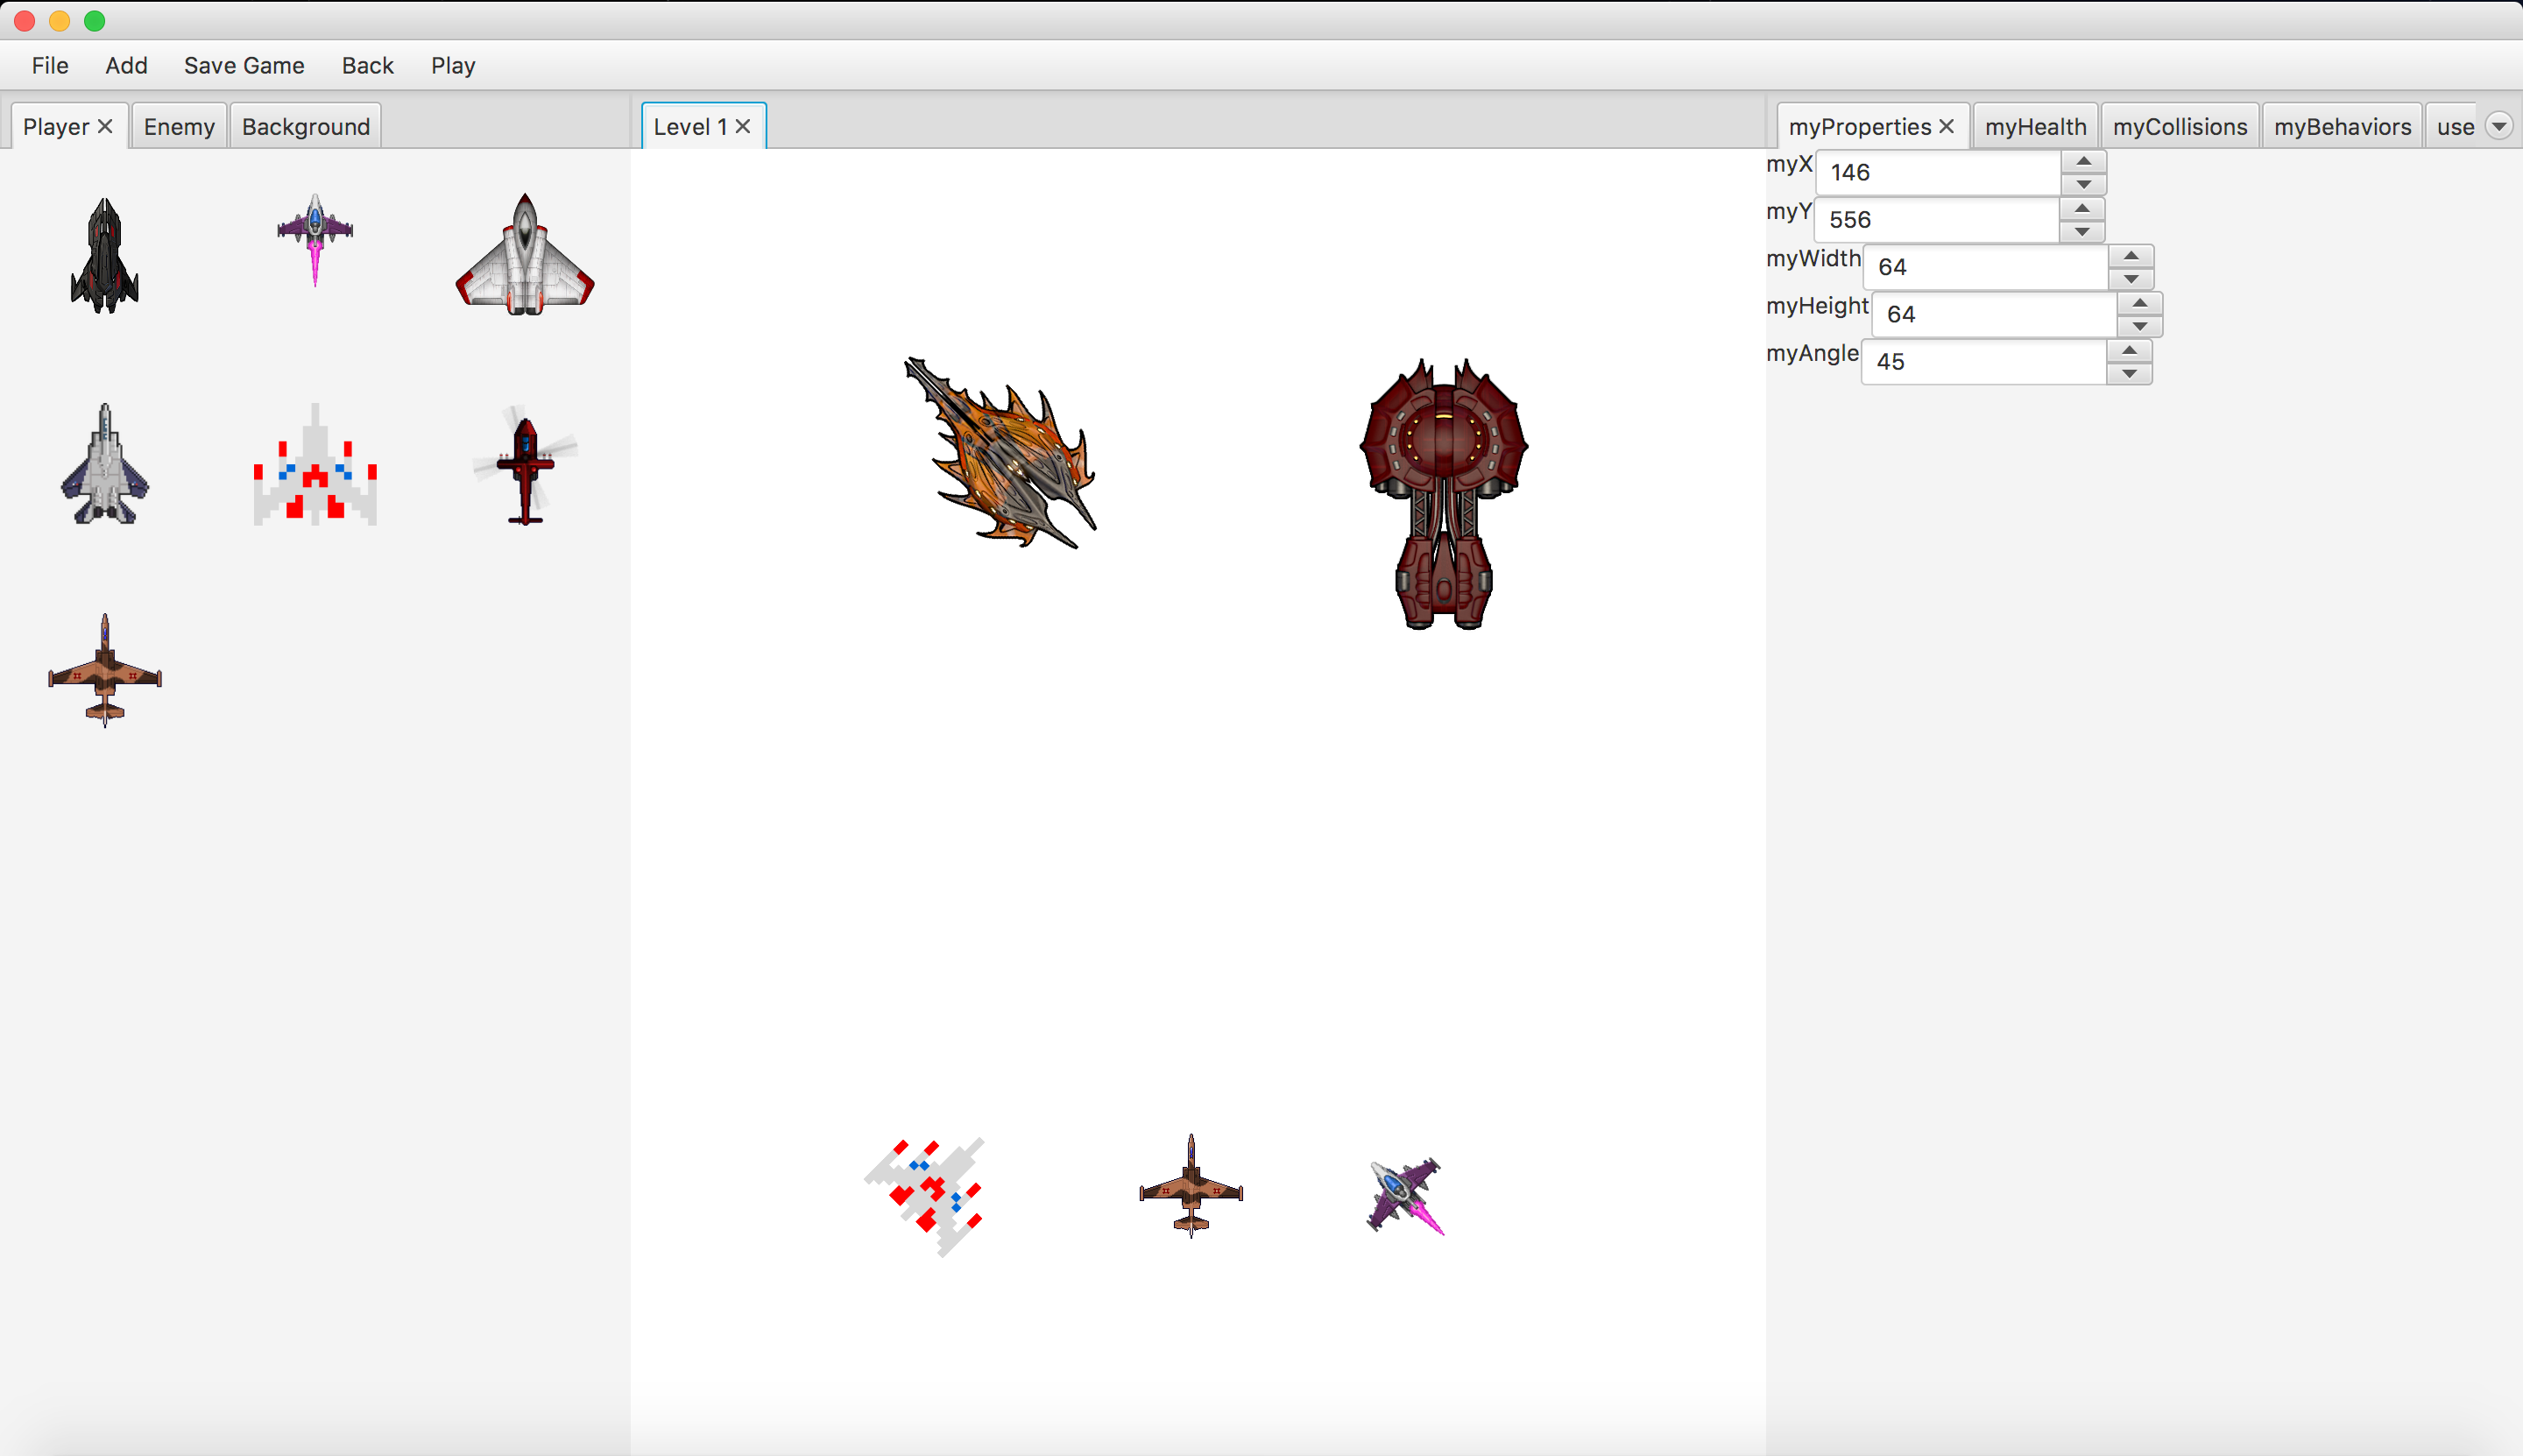 File Add Save Game Back Play
Player Enemy Background Level 1 myProperties myHealth myCollisions myBehaviors use
myX 146
myY 556
myWidth 64
myHeight 64
myAngle 45